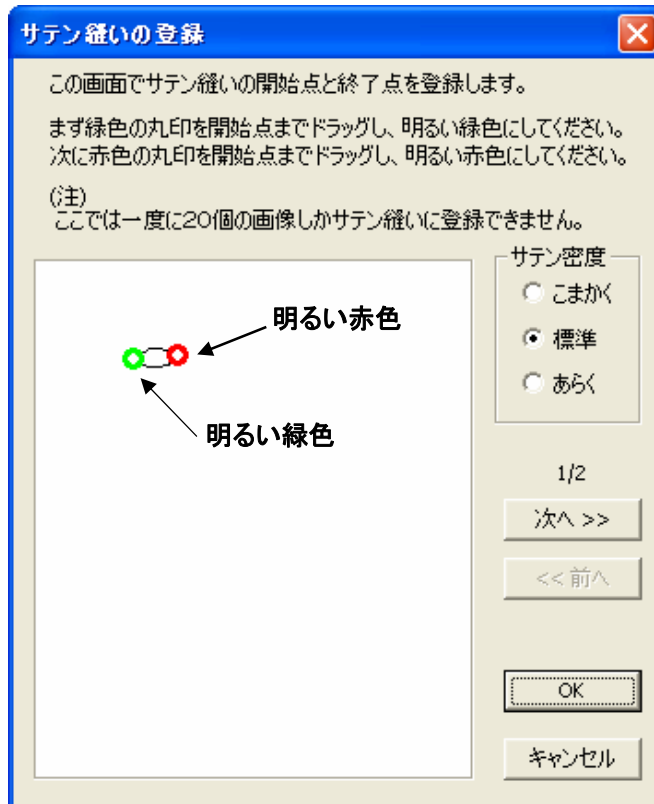 サテン縫いの登録
この画面でサテン縫いの開始点と終了点を登録します。
まず緑色の丸印を開始点までドラッグし、明るい緑色にしてください。
次に赤色の丸印を開始点までドラッグし、明るい赤色にしてください。
(注)
ここでは一度に20個の画像しかサテン縫いに登録できません。
サテン密度
こまかく
標準
あらく
明るい赤色
明るい緑色
1/2
次へ >>
<< 前へ
OK
キャンセル